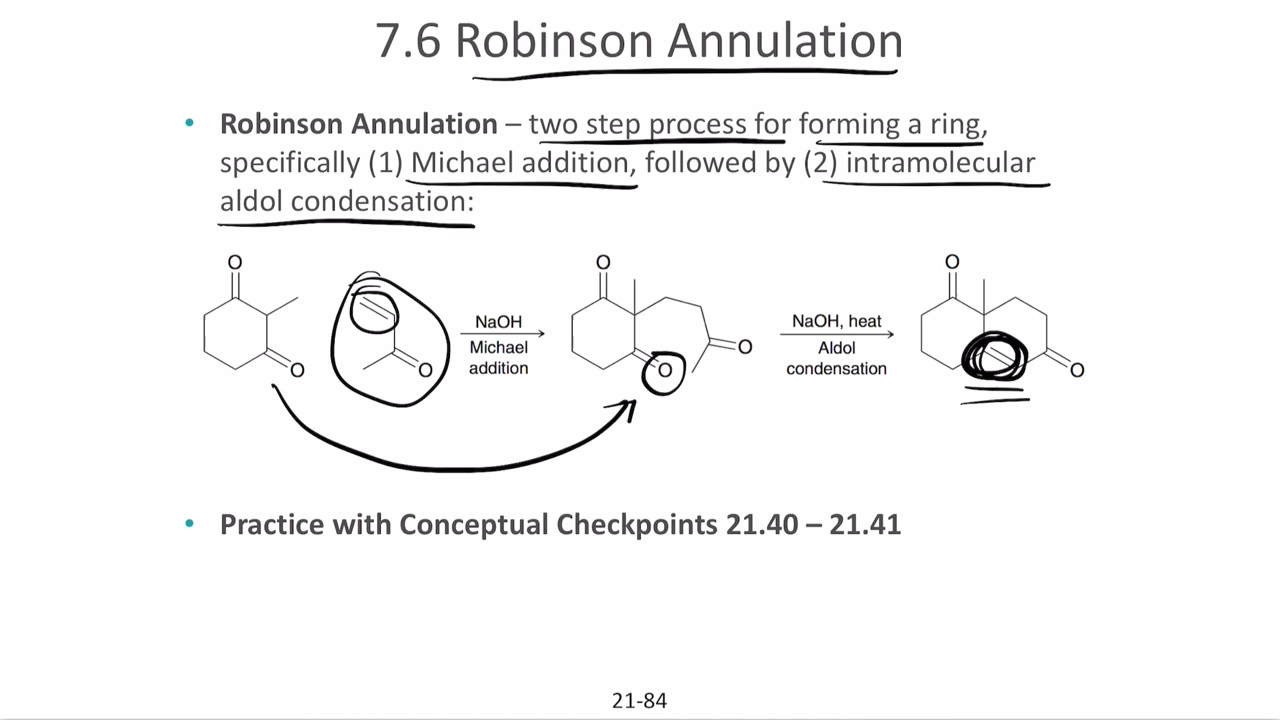 7.6 Robinson Annulation
• Robinson Annulation – two step process for forming a ring,
specifically (1) Michael addition, followed by (2) intramolecular
aldol condensation:
O O O
NaOH NaOH, heat
Michael O Aldol
addition condensation
O O O O
• Practice with Conceptual Checkpoints 21.40 – 21.41
21-84